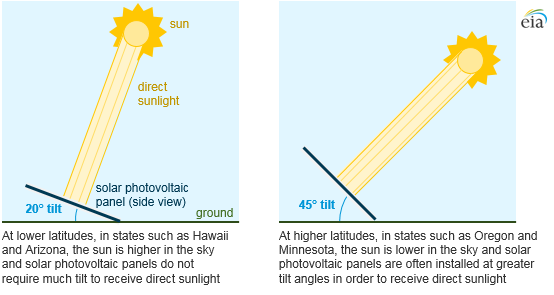 sun
direct
sunlight
solar photovoltaic
panel (side view)
20° tilt
ground
At lower latitudes, in states such as Hawaii
and Arizona, the sun is higher in the sky
and solar photovoltaic panels do not
require much tilt to receive direct sunlight
eia
45° tilt
At higher latitudes, in states such as Oregon and
Minnesota, the sun is lower in the sky and solar
photovoltaic panels are often installed at greater
tilt angles in order to receive direct sunlight